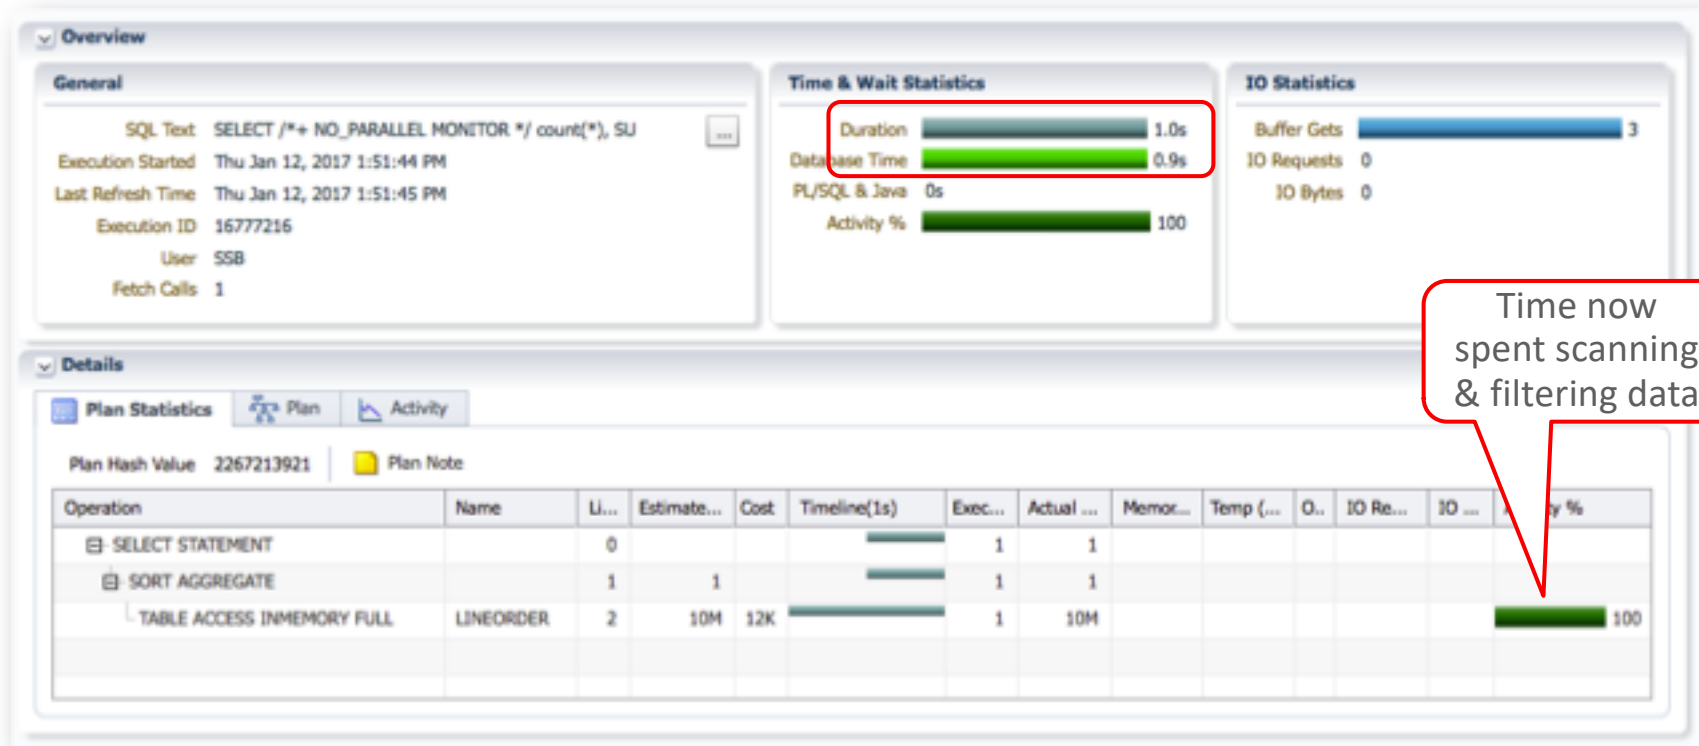 Overview
General
SQL Text SELECT /*+ NO_PARALLEL MONITOR */ count(*), SU ...
Execution Started Thu Jan 12, 2017 1:51:44 PM
Last Refresh Time Thu Jan 12, 2017 1:51:45 PM
Execution ID 16777216
User SSB
Fetch Calls 1
Time & Wait Statistics
Duration 1.0s
Database Time 0.9s
PL/SQL & Java 0s
Activity % 100
IO Statistics
Buffer Gets 3
IO Requests 0
IO Bytes 0
Time now
spent scanning
& filtering data
Details
Plan Statistics Plan Activity
Plan Hash Value 2267213921 Plan Note
Operation Name Li... Estimate... Cost Timeline(1s) Exec... Actual ... Memor... Temp (... O.. IO Re... IO ... %
SELECT STATEMENT 0 1 1
SORT AGGREGATE 1 1 1 1
TABLE ACCESS INMEMORY FULL LINEORDER 2 10M 12K 1 10M 100